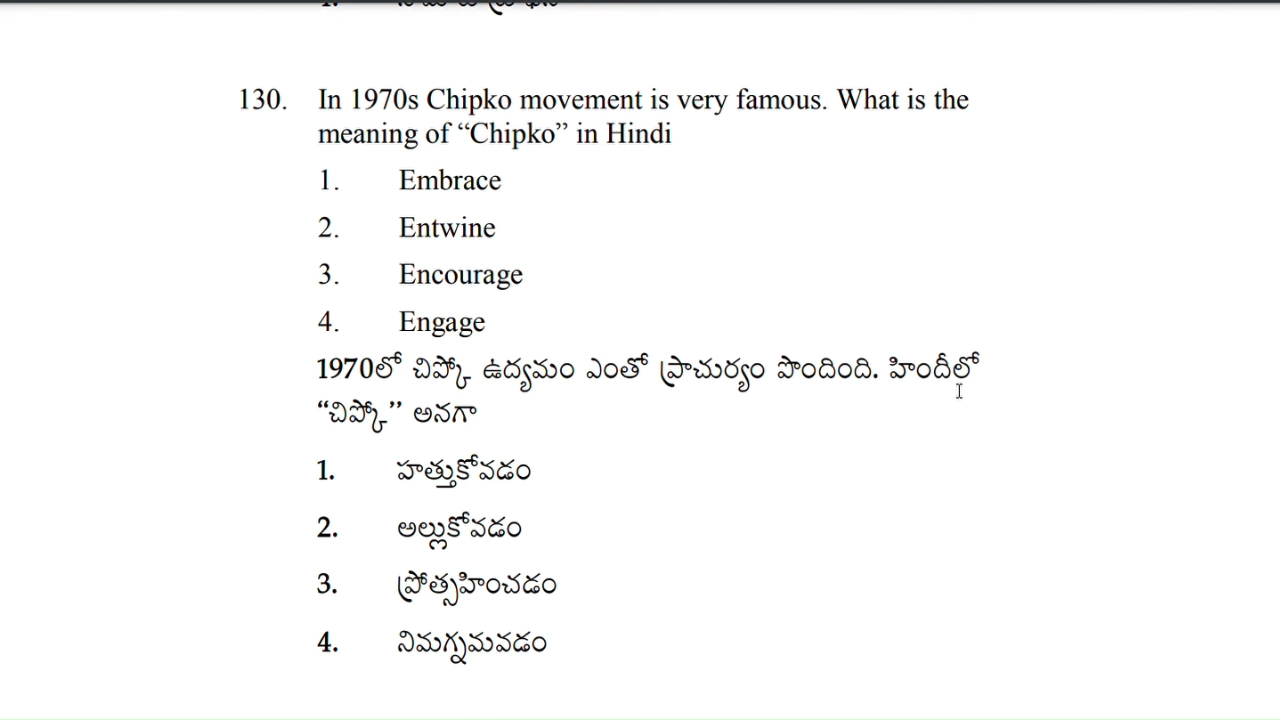 130. In 1970s Chipko movement is very famous. What is the
meaning of “Chipko” in Hindi
1. Embrace
2. Entwine
3. Encourage
4. Engage
1970లో చిప్కో ఉద్యమం ఎంతో ప్రాచుర్యం పొందింది. హిందీలో
“చిప్కో” అనగా
1. హత్తుకోవడం
2. అల్లుకోవడం
3. ప్రోత్సహించడం
4. నిమగ్నమవడం